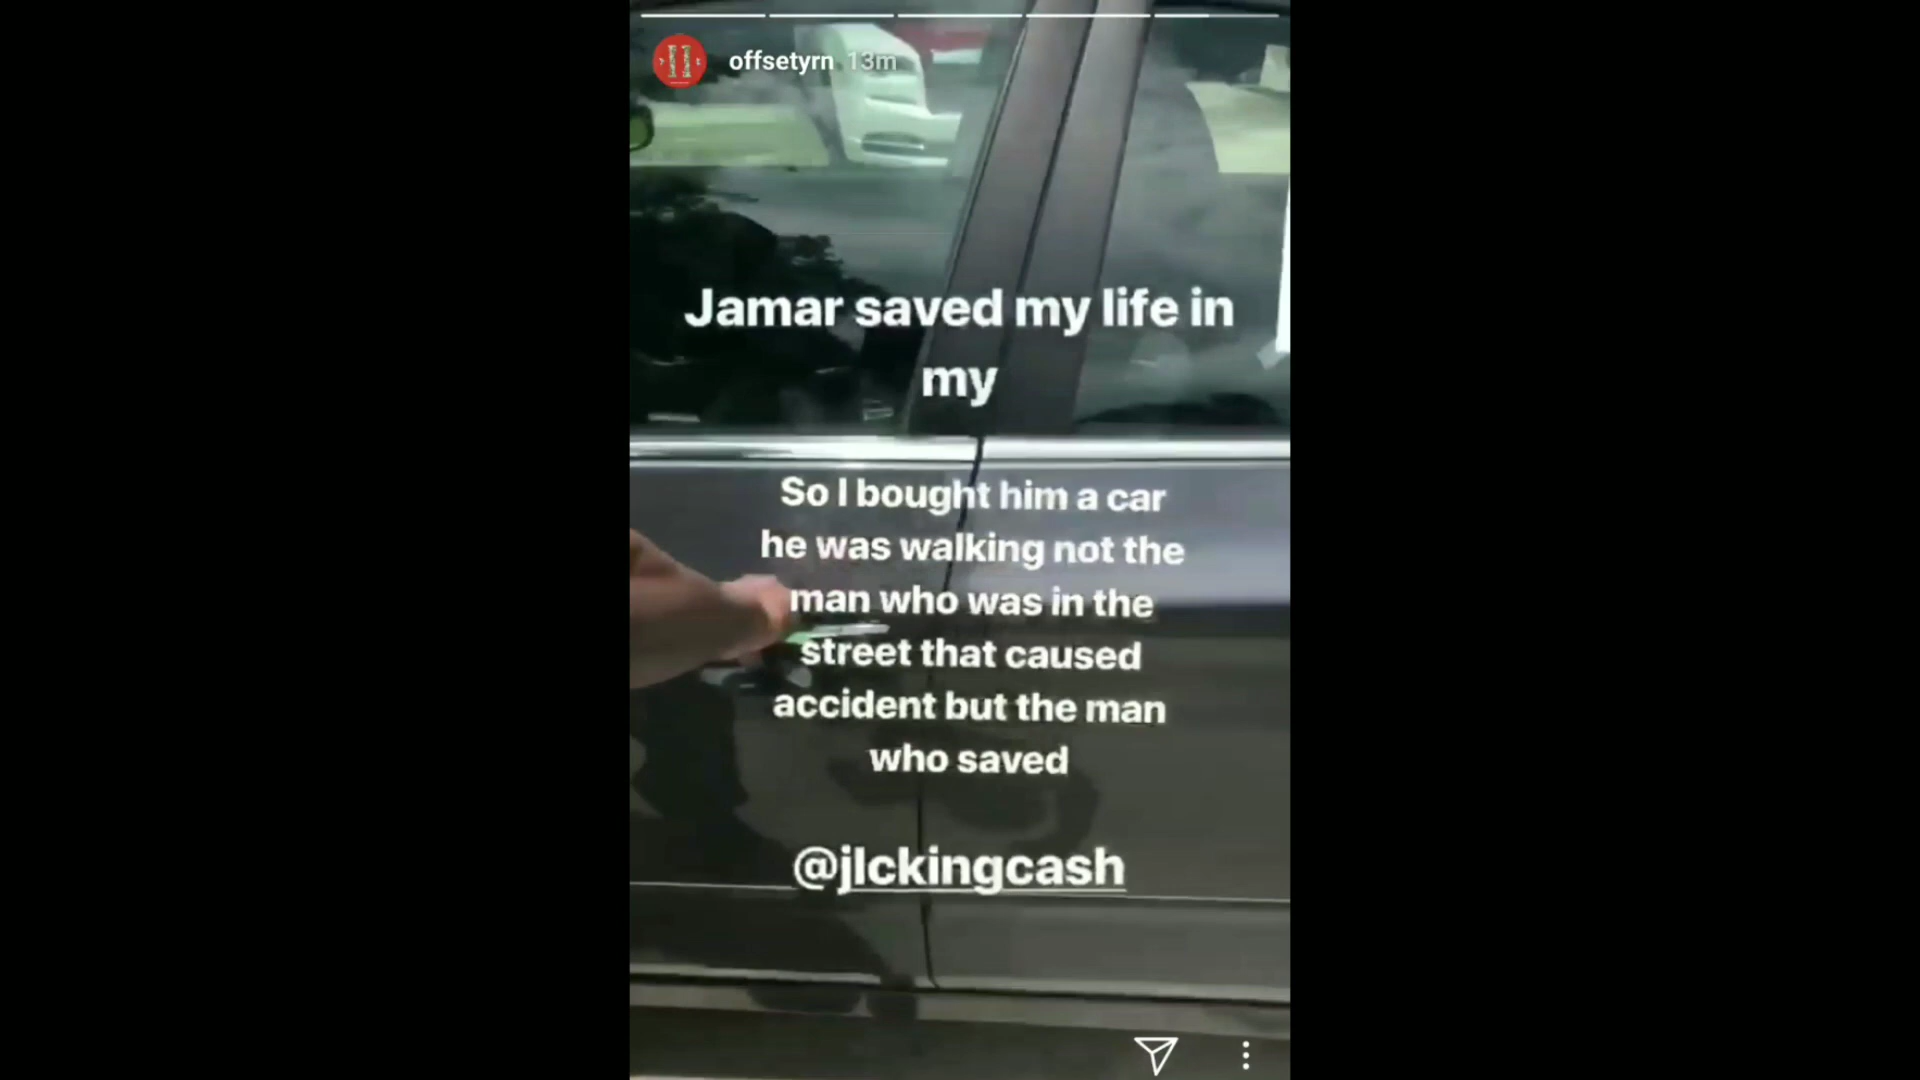 offsetyrn 13m
Jamar saved my life in
my
So I bought him a car
he was walking not the
man who was in the
street that caused
accident but the man
who saved
@jlckingcash